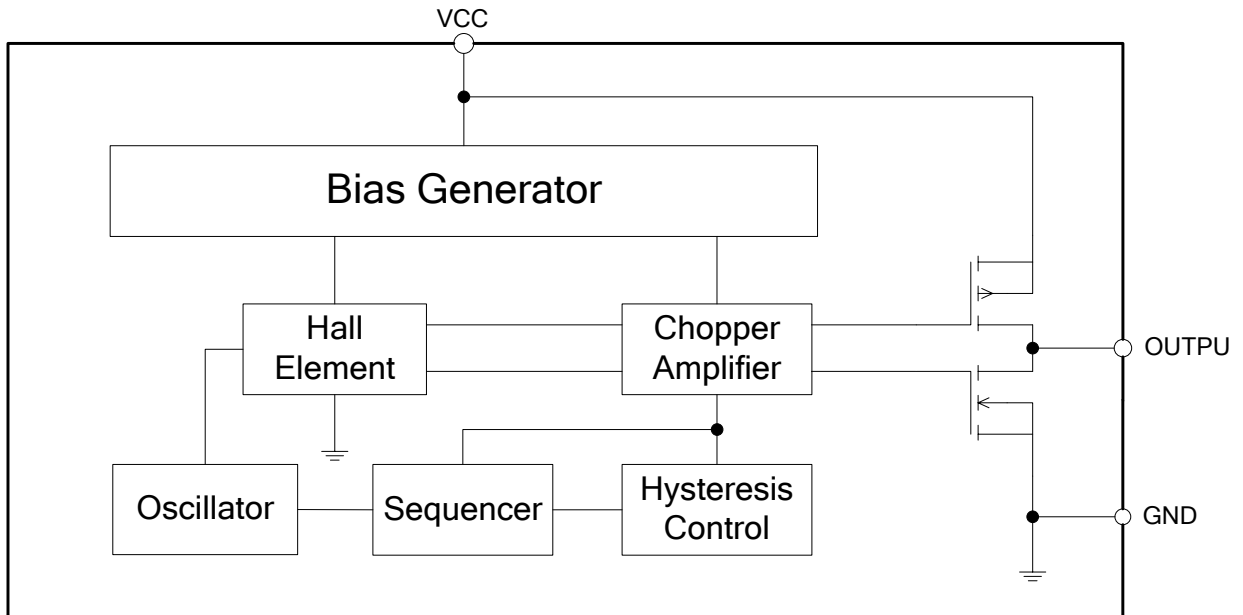 VCC
Bias Generator
Hall
Element
Chopper
Amplifier
OUTPU
Oscillator
Sequencer
Hysteresis
Control
GND